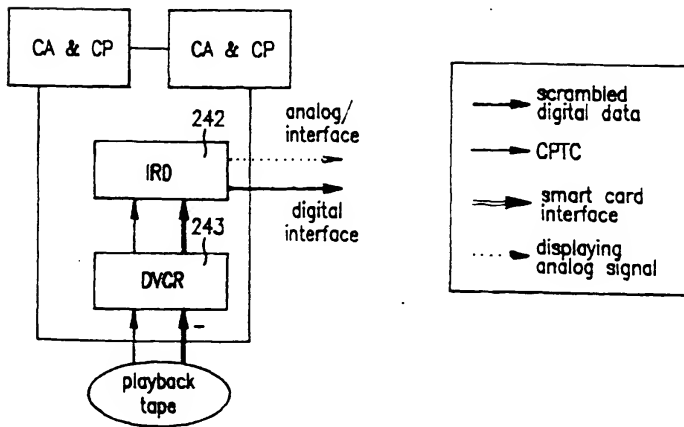 CA & CP
CA & CP
analog/
interface
242
IRD
digital
interface
243
DVCR
playback
tape
scrambled
digital data
CPTC
smart card
interface
displaying
analog signal